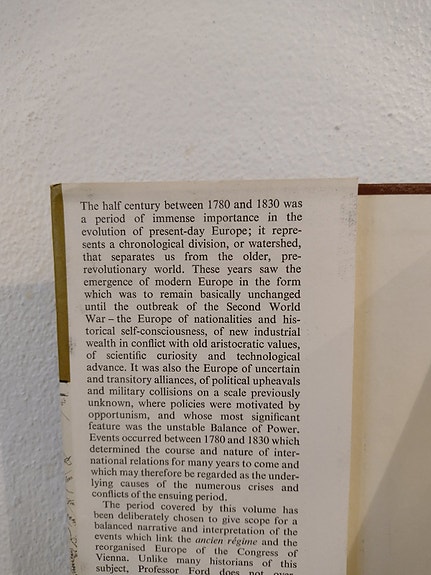 The half century between 1780 and 1830 was
a period of immense importance in the
evolution of present-day Europe; it repre-
sents a chronological division, or watershed,
that separates us from the older, pre-
revolutionary world. These years saw the
emergence of modern Europe in the form
which was to remain basically unchanged
until the outbreak of the Second World
War – the Europe of nationalities and his-
torical self-consciousness, of new industrial
wealth in conflict with old aristocratic values,
of scientific curiosity and technological
advance. It was also the Europe of uncertain
and transitory alliances, of political upheavals
and military collisions on a scale previously
unknown, where policies were motivated by
opportunism, and whose most significant
feature was the unstable Balance of Power.
Events occurred between 1780 and 1830 which
determined the course and nature of inter-
national relations for many years to come and
which may therefore be regarded as the under-
lying causes of the numerous crises and
conflicts of the ensuing period.
The period covered by this volume has
been deliberately chosen to give scope for a
balanced narrative and interpretation of the
events which link the ancien régime and the
reorganised Europe of the Congress of
Vienna. Unlike many historians of this
subject, Professor Ford does not over